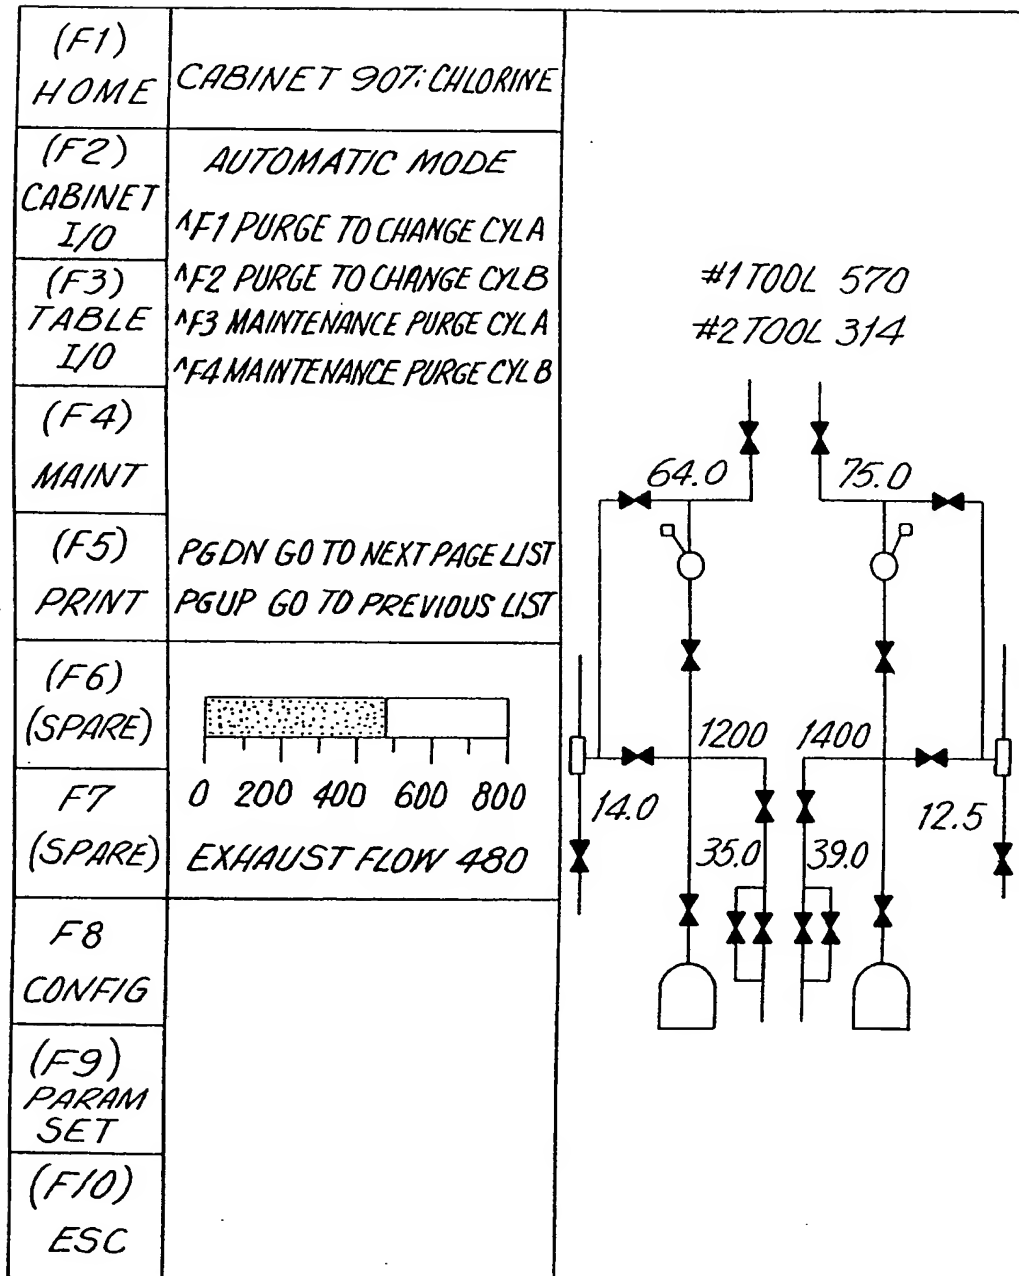 (F1)
HOME
CABINET 907: CHLORINE
(F2)
CABINET
I/O
(F3)
TABLE
I/O
(F4)
MAINT
(F5)
PRINT
(F6)
(SPARE)
F7
(SPARE)
F8
CONFIG
(F9)
PARAM
SET
(F10)
ESC
AUTOMATIC MODE
^F1 PURGE TO CHANGE CYL A
^F2 PURGE TO CHANGE CYL B
^F3 MAINTENANCE PURGE CYL A
^F4 MAINTENANCE PURGE CYL B
PGDN GO TO NEXT PAGE LIST
PGUP GO TO PREVIOUS LIST
0 200 400 600 800
EXHAUST FLOW 480
#1 TOOL 570
#2 TOOL 314
64.0 75.0
1200 1400
14.0 12.5
35.0 39.0